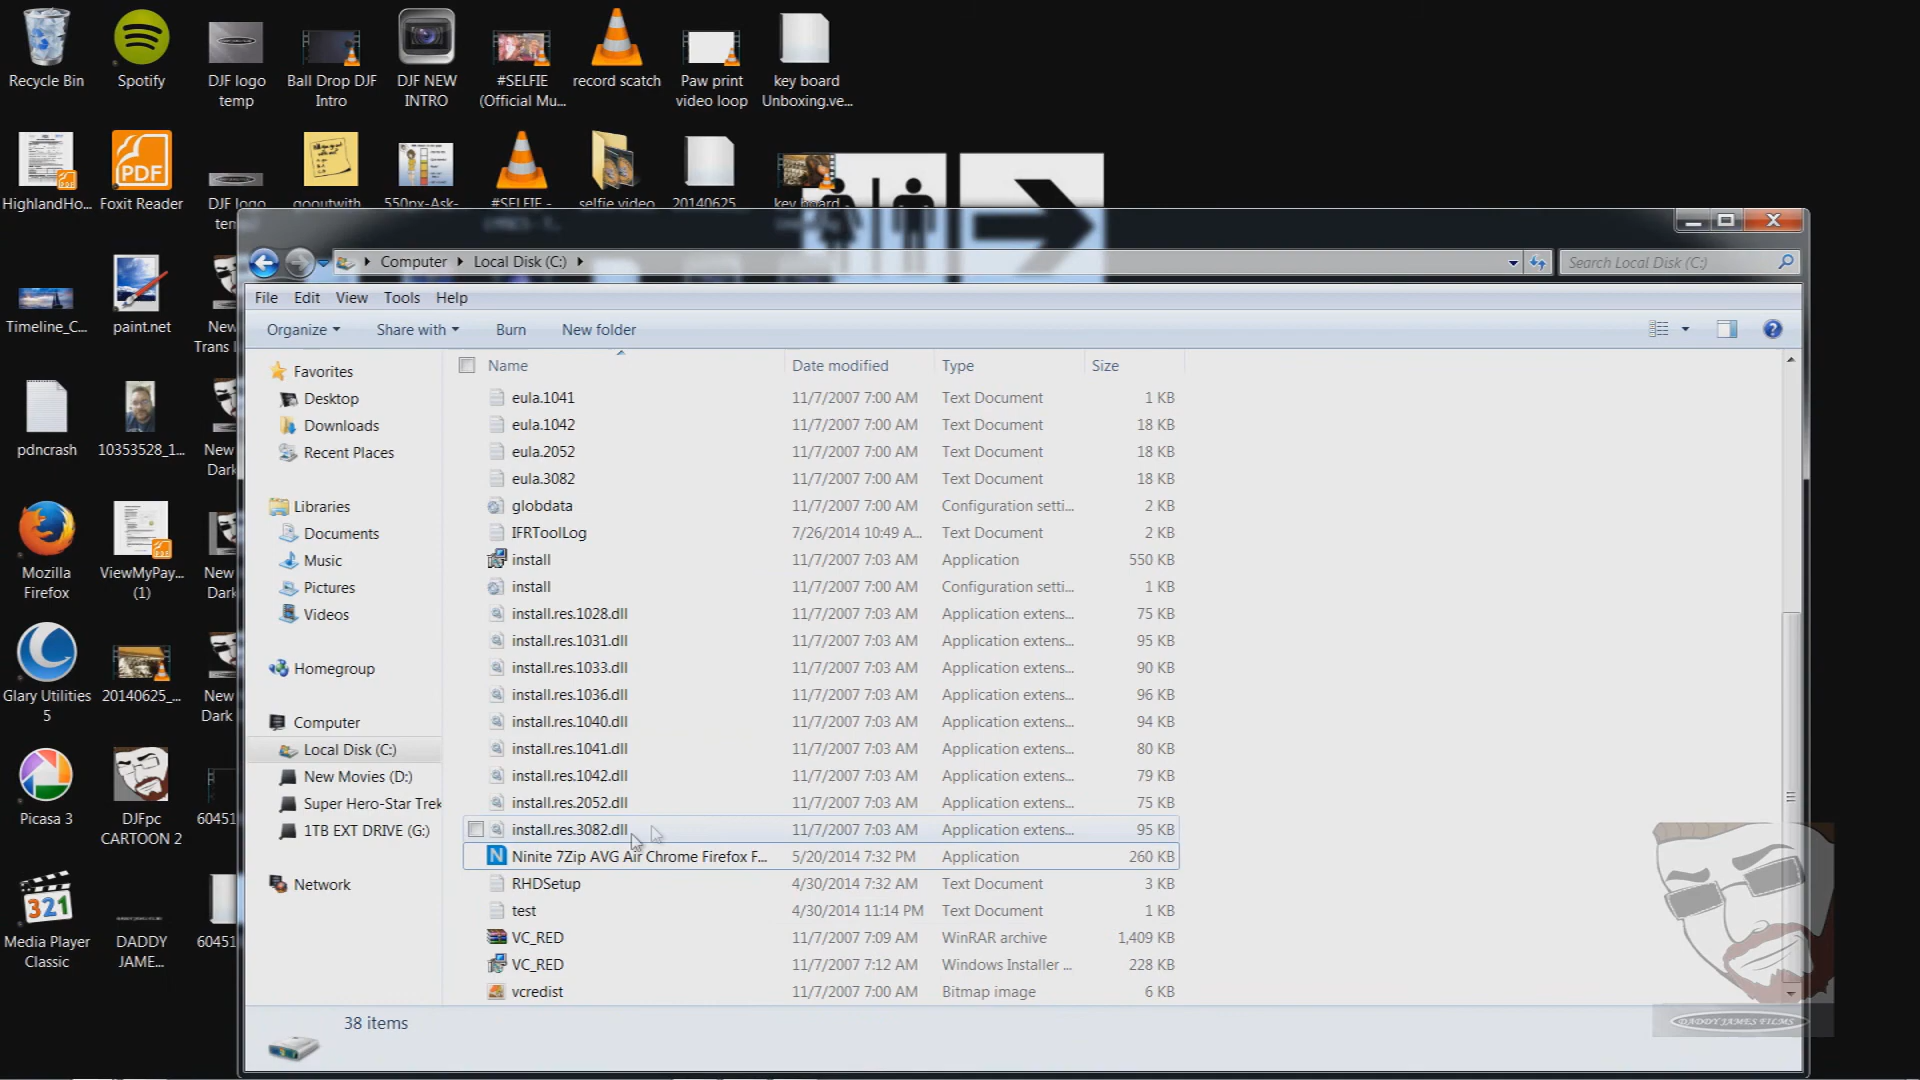 Recycle Bin
Spotify
DJF logo
temp
Ball Drop DJF
Intro
DJF NEW
INTRO
#SELFIE
(Official Mu...
record scatch
Paw print
video loop
key board
Unboxing.ve...
HighlandHo...
Foxit Reader
DJF logo
tem
gooutwith
550px-Ask-
#SELFIE -
selfie video
20140625
key board
Timeline_C...
paint.net
New
Trans
pdncrash
10353528_1...
New
Dark
Mozilla
Firefox
ViewMyPay...
(1)
New
Dark
Glary Utilities
5
20140625_...
New
Dark
Picasa 3
DJFpc
CARTOON 2
60451
Media Player
Classic
DADDY
JAME...
60451
PDF
321
Computer
Local Disk (C:)
Search Local Disk (C:)
File Edit View Tools Help
Organize Share with Burn New folder
Favorites
Desktop
Downloads
Recent Places
Libraries
Documents
Music
Pictures
Videos
Homegroup
Computer
Local Disk (C:)
New Movies (D:)
Super Hero-Star Trek
1TB EXT DRIVE (G:)
Network
Name Date modified Type Size
eula.1041 11/7/2007 7:00 AM Text Document 1 KB
eula.1042 11/7/2007 7:00 AM Text Document 18 KB
eula.2052 11/7/2007 7:00 AM Text Document 18 KB
eula.3082 11/7/2007 7:00 AM Text Document 18 KB
globdata 11/7/2007 7:00 AM Configuration setti... 2 KB
IFRToolLog 7/26/2014 10:49 A... Text Document 2 KB
install 11/7/2007 7:03 AM Application 550 KB
install 11/7/2007 7:00 AM Configuration setti... 1 KB
install.res.1028.dll 11/7/2007 7:03 AM Application extens... 75 KB
install.res.1031.dll 11/7/2007 7:03 AM Application extens... 95 KB
install.res.1033.dll 11/7/2007 7:03 AM Application extens... 90 KB
install.res.1036.dll 11/7/2007 7:03 AM Application extens... 96 KB
install.res.1040.dll 11/7/2007 7:03 AM Application extens... 94 KB
install.res.1041.dll 11/7/2007 7:03 AM Application extens... 80 KB
install.res.1042.dll 11/7/2007 7:03 AM Application extens... 79 KB
install.res.2052.dll 11/7/2007 7:03 AM Application extens... 75 KB
install.res.3082.dll 11/7/2007 7:03 AM Application extens... 95 KB
Ninite 7Zip AVG Air Chrome Firefox F... 5/20/2014 7:32 PM Application 260 KB
RHDSetup 4/30/2014 7:32 AM Text Document 3 KB
test 4/30/2014 11:14 PM Text Document 1 KB
VC_RED 11/7/2007 7:09 AM WinRAR archive 1,409 KB
VC_RED 11/7/2007 7:12 AM Windows Installer ... 228 KB
vcredist 11/7/2007 7:00 AM Bitmap image 6 KB
38 items
DADDY JAMES FILMS